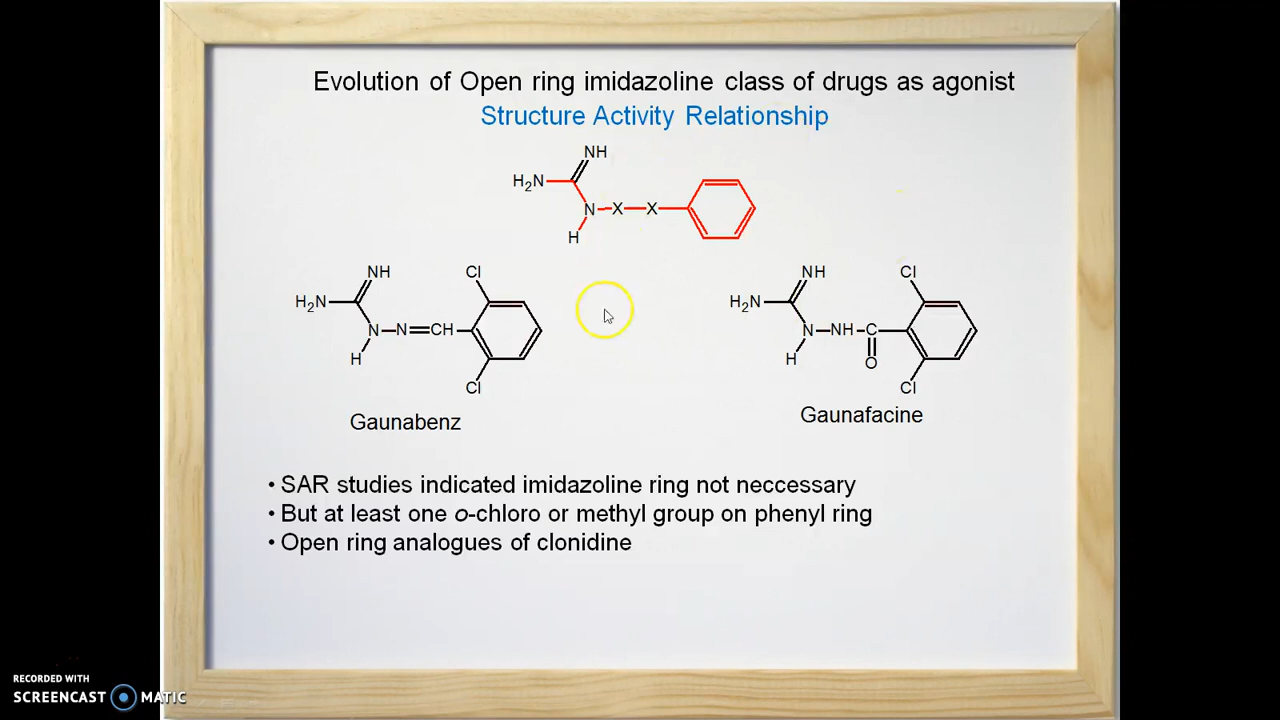 Evolution of Open ring imidazoline class of drugs as agonist
Structure Activity Relationship
NH
H₂N
N X X
H
NH Cl
H₂N
N N CH
H
Cl
Gaunabenz
NH Cl
H₂N
N NH C
H O
Cl
Gaunafacine
• SAR studies indicated imidazoline ring not neccessary
• But at least one o-chloro or methyl group on phenyl ring
• Open ring analogues of clonidine
RECORDED WITH
SCREENCAST MATIC